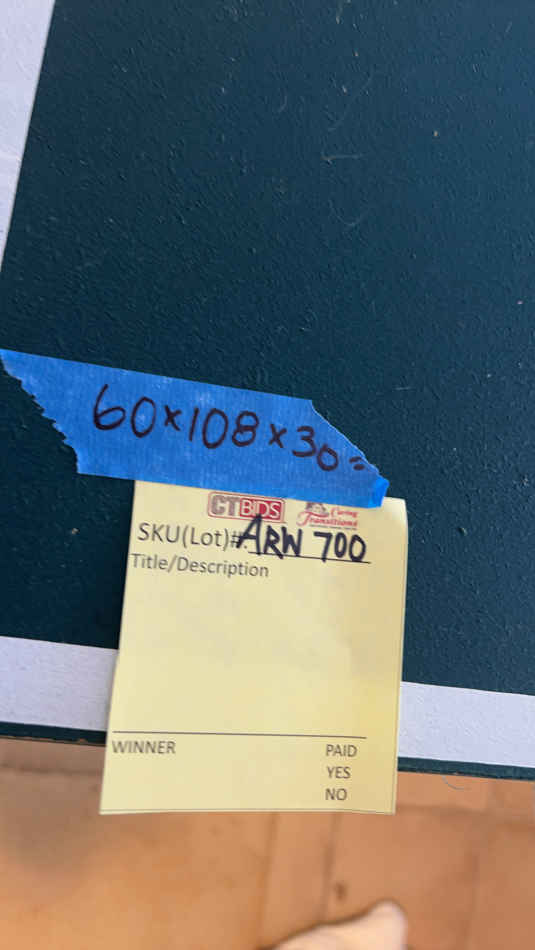 60x108x30=
CTBIDS
Caring
Transitions
SKU(Lot)#: ARW 700
Title/Description
WINNER
PAID
YES
NO